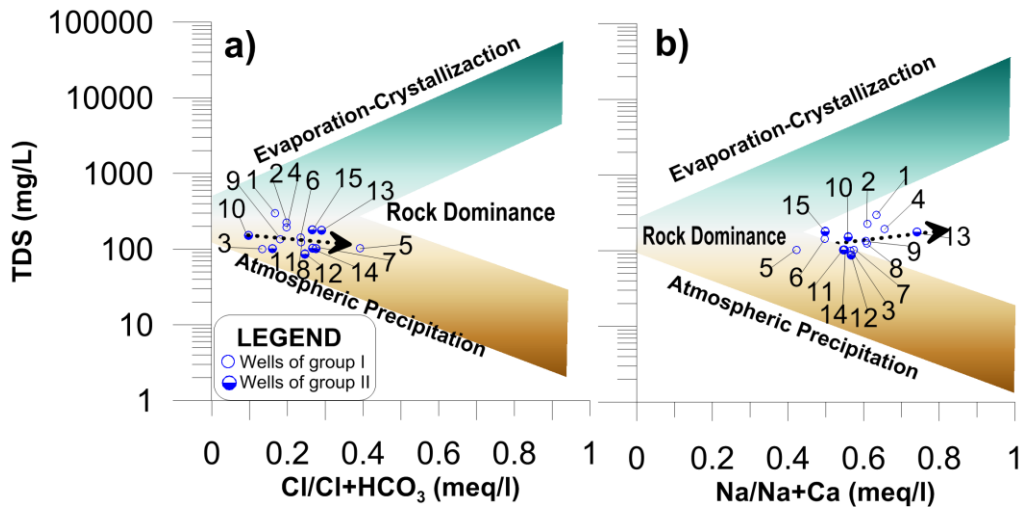 a)
b)
TDS (mg/L)
100000
10000
1000
100
10
1
Evaporation-Crystallizaction
Rock Dominance
Atmospheric Precipitation
9 1 2 4 6 15 13
10
3
11 8 12 14 7 5
LEGEND
Wells of group I
Wells of group II
0 0.2 0.4 0.6 0.8 1
Cl/Cl+HCO₃ (meq/l)
Evaporation-Crystallizaction
Rock Dominance
Atmospheric Precipitation
15 10 2 1
4
13
5 6 9
11 8
14 12 3 7
0 0.2 0.4 0.6 0.8 1
Na/Na+Ca (meq/l)